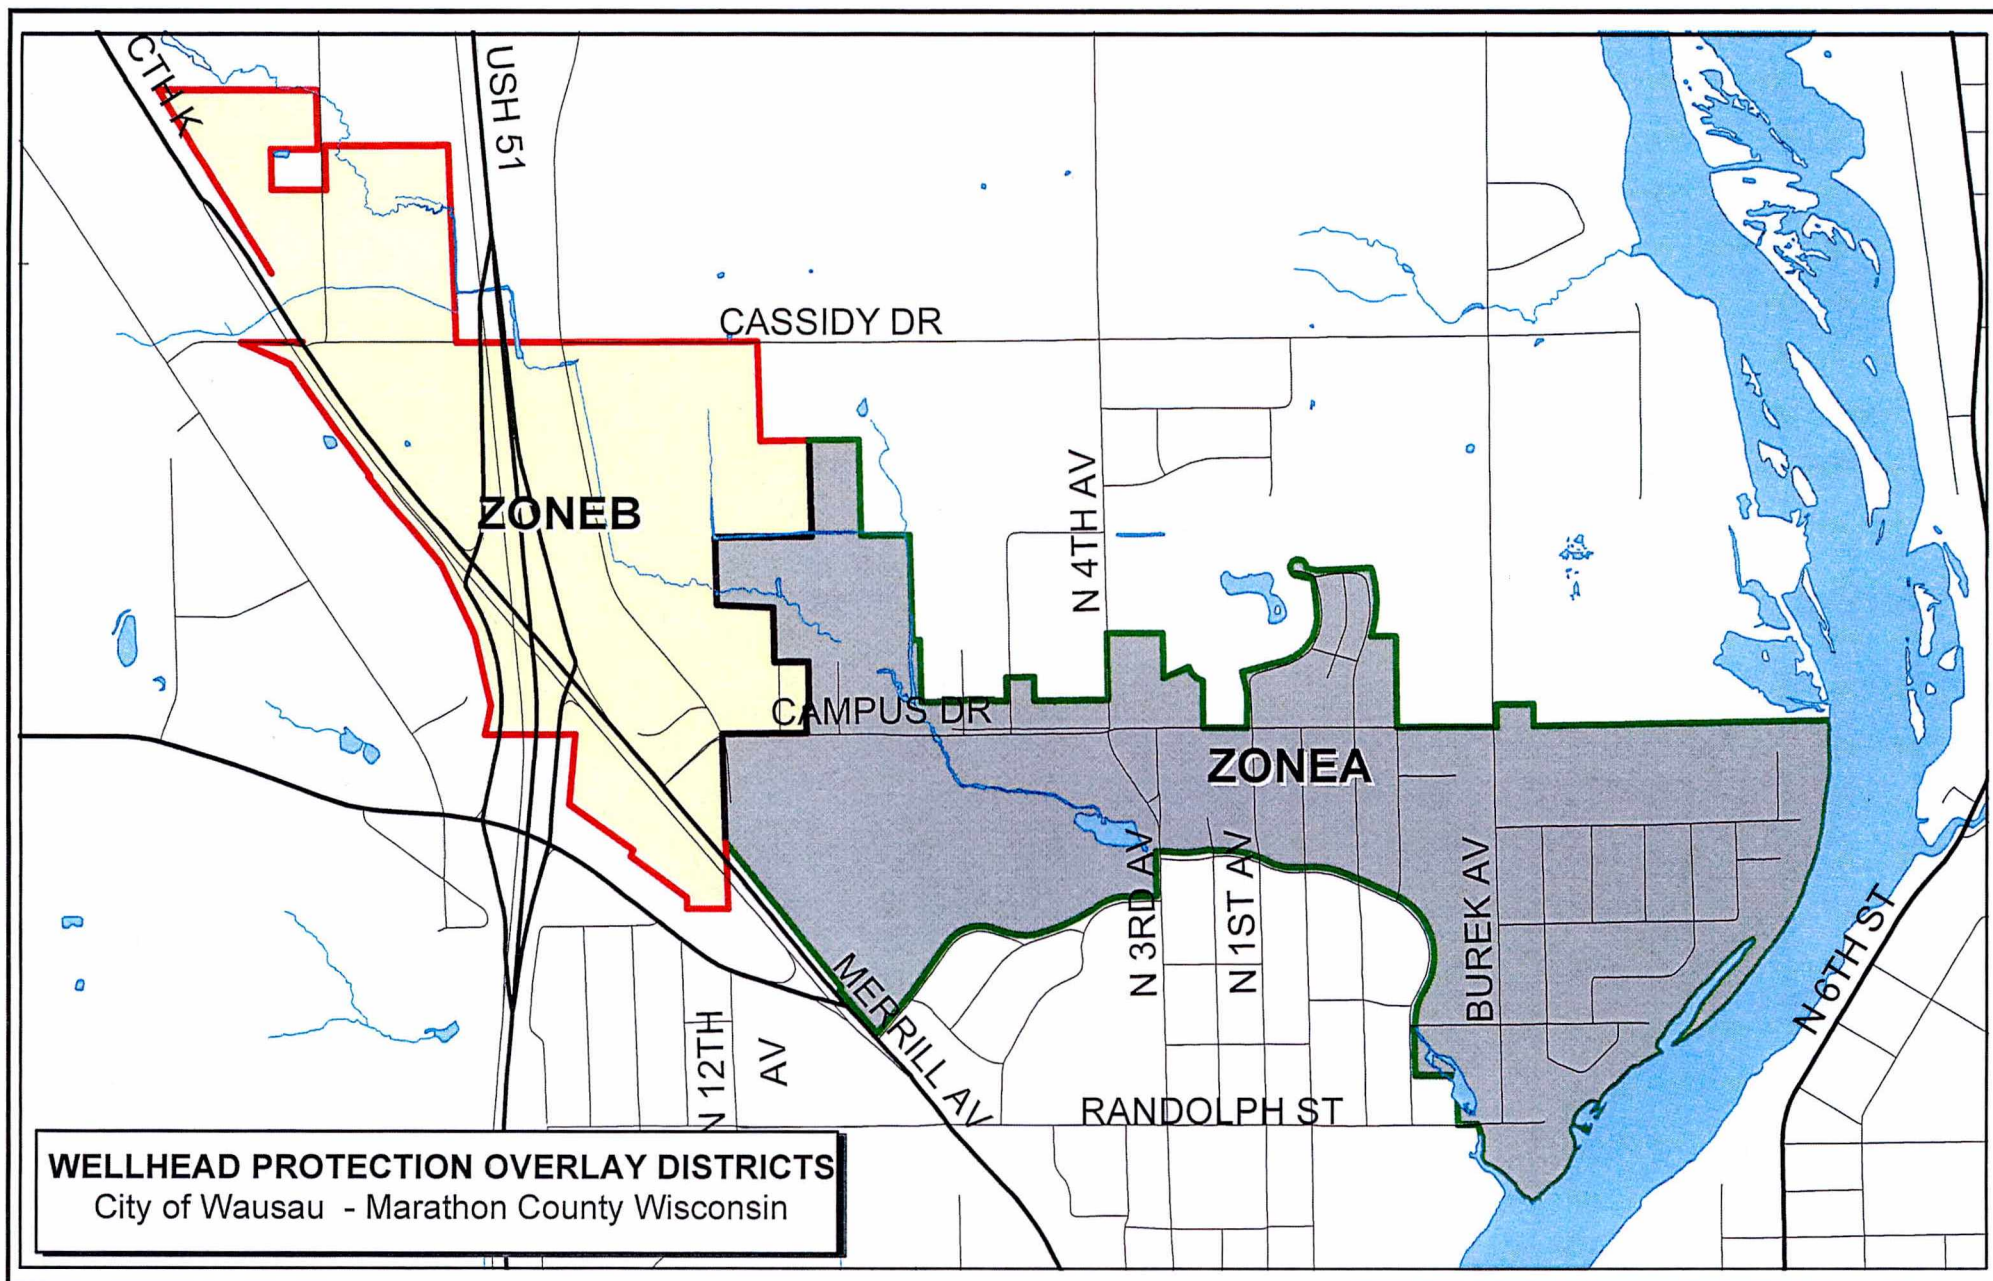 CTH K
USH 51
CASSIDY DR
ZONEB
N 4TH AV
CAMPUS DR
ZONEA
N 3RD AV
N 1ST AV
BUREK AV
N 6TH ST
MERRILL AV
N 12TH
AV
RANDOLPH ST
WELLHEAD PROTECTION OVERLAY DISTRICTS
City of Wausau - Marathon County Wisconsin